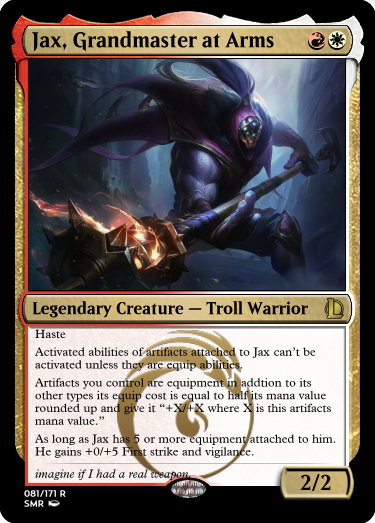 Jax, Grandmaster at Arms
Legendary Creature — Troll Warrior
Haste
Activated abilities of artifacts attached to Jax can't be
activated unless they are equip abilities.
Artifacts you control are equipment in addtion to its
other types its equip cost is equal to half its mana value
rounded up and give it “+X/+X where X is this artifacts
mana value.”
As long as Jax has 5 or more equipment attached to him.
He gains +0/+5 First strike and vigilance.
imagine if I had a real weapon
2/2
081/171 R
SMR